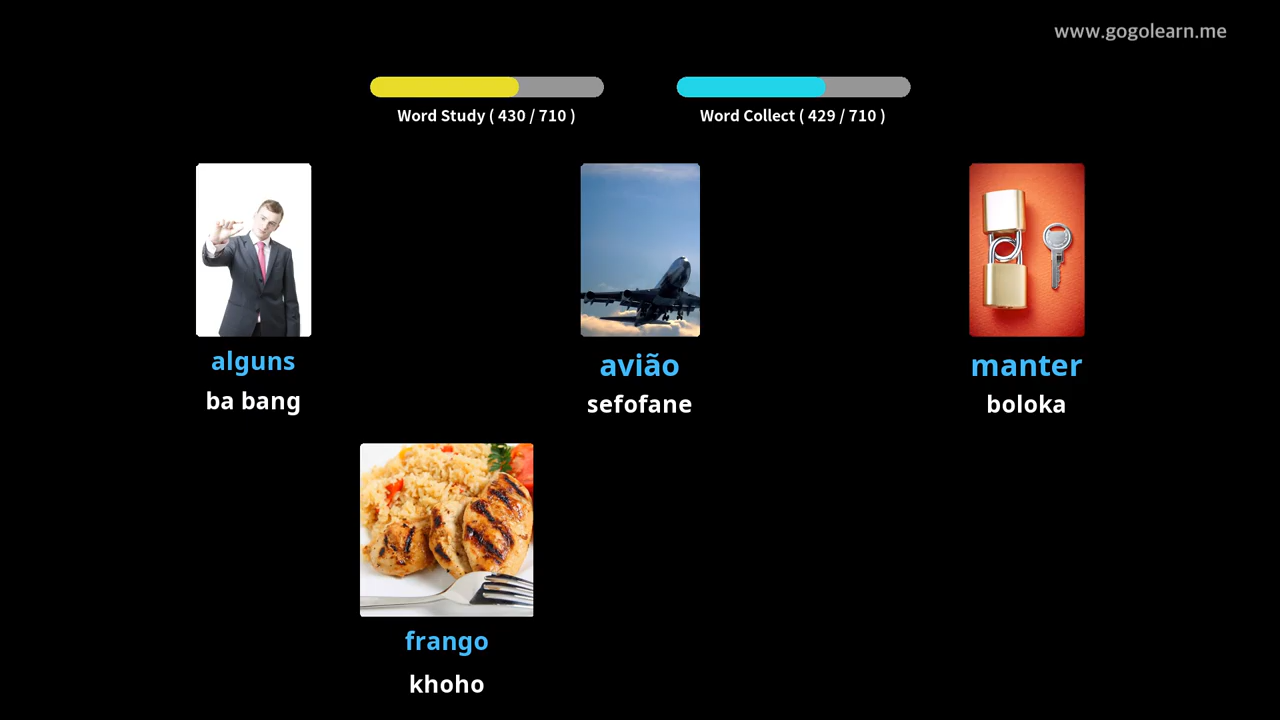 www.gogolearn.me
Word Study ( 430 / 710 )
Word Collect ( 429 / 710 )
alguns
ba bang
avião
sefofane
manter
boloka
frango
khoho